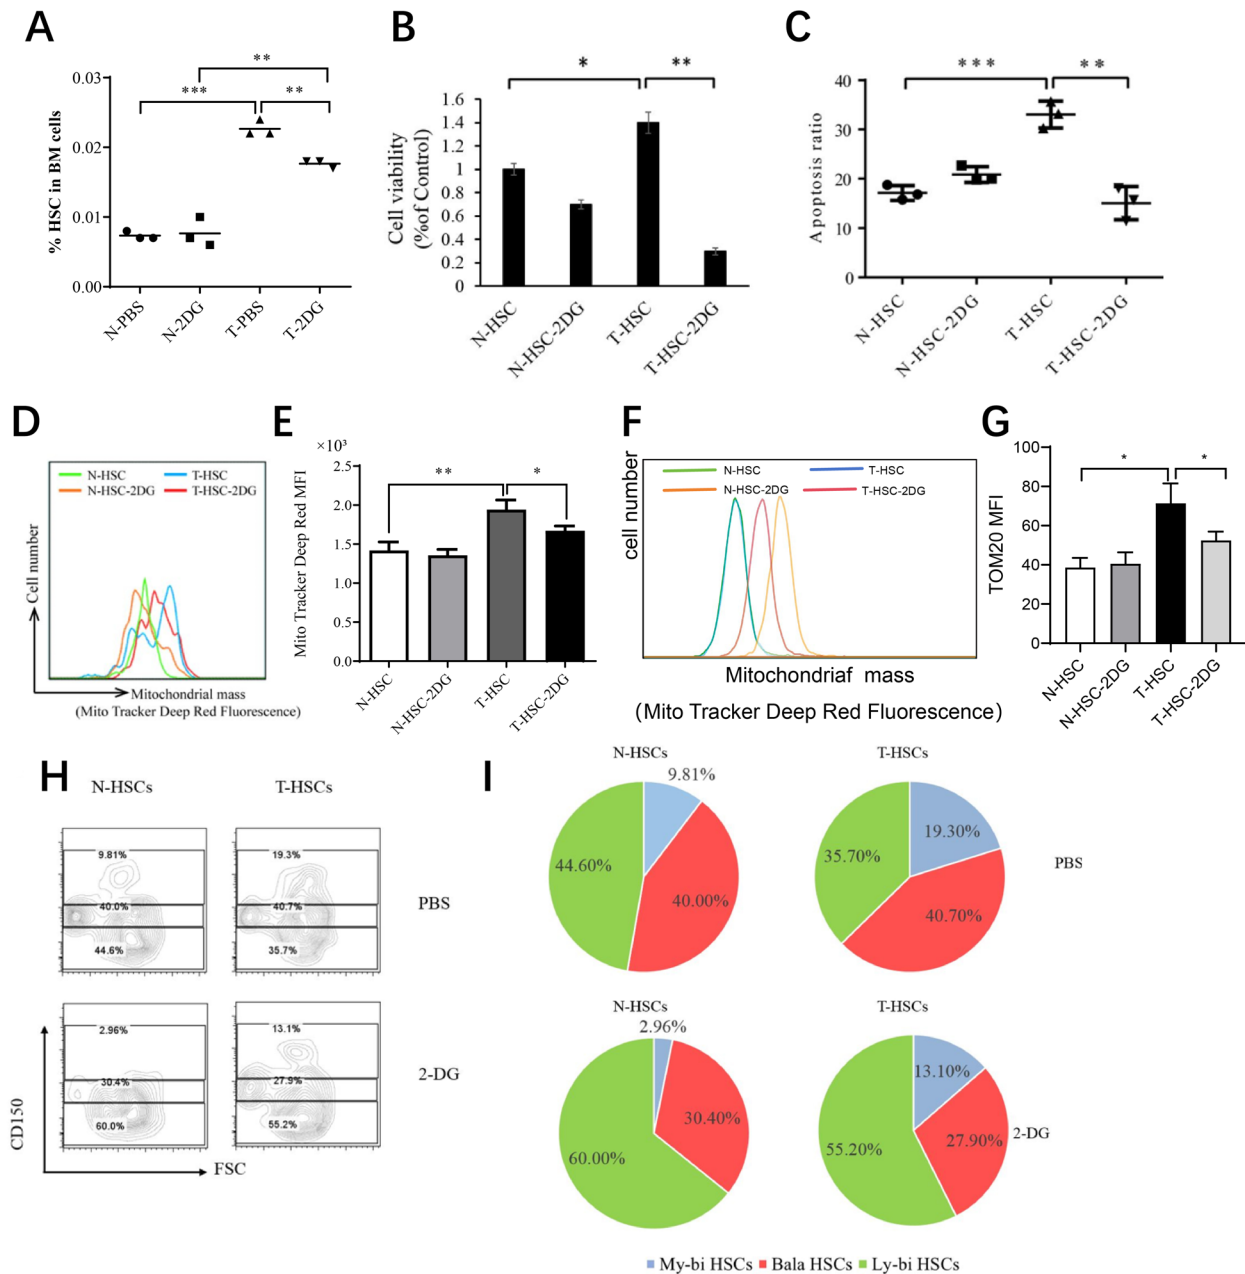 A
% HSC in BM cells
0.03
0.02
0.01
0.00
**
***
**
N-PBS
N-2DG
T-PBS
T-2DG
B
Cell viability
(%of Control)
1.6
1.4
1.2
1
0.8
0.6
0.4
0.2
0
*
**
N-HSC
N-HSC-2DG
T-HSC
T-HSC-2DG
C
Apoptosis ratio
40
30
20
10
0
***
**
N-HSC
N-HSC-2DG
T-HSC
T-HSC-2DG
D
N-HSC
T-HSC
N-HSC-2DG
T-HSC-2DG
Cell number
Mitochondrial mass
(Mito Tracker Deep Red Fluorescence)
E
×10³
Mito Tracker Deep Red MFI
2.5
2.0
1.5
1.0
0.5
0.0
**
*
N-HSC
N-HSC-2DG
T-HSC
T-HSC-2DG
F
cell number
N-HSC
T-HSC
N-HSC-2DG
T-HSC-2DG
Mitochondriaf mass
(Mito Tracker Deep Red Fluorescence)
G
TOM20 MFI
100
80
60
40
20
0
*
*
N-HSC
N-HSC-2DG
T-HSC
T-HSC-2DG
H
N-HSCs
T-HSCs
9.81%
40.0%
44.6%
19.3%
40.7%
35.7%
PBS
2.96%
30.4%
60.0%
13.1%
27.9%
55.2%
2-DG
CD150
FSC
I
N-HSCs
9.81%
44.60%
40.00%
T-HSCs
19.30%
35.70%
40.70%
PBS
N-HSCs
2.96%
30.40%
60.00%
T-HSCs
13.10%
27.90%
55.20%
2-DG
My-bi HSCs
Bala HSCs
Ly-bi HSCs